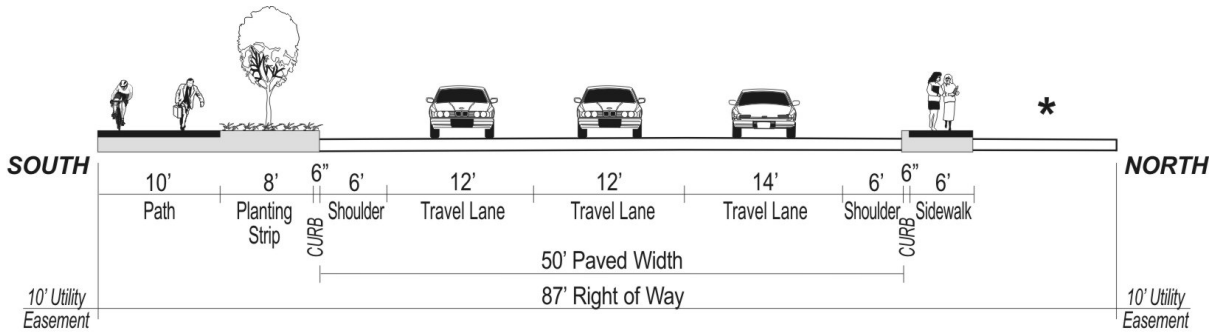 *
SOUTH
NORTH
10’ 8’ 6” 6’ 12’ 12’ 14’ 6’ 6” 6’
Path Planting Strip CURB Shoulder Travel Lane Travel Lane Travel Lane Shoulder CURB Sidewalk
50’ Paved Width
87’ Right of Way
10’ Utility
Easement
10’ Utility
Easement